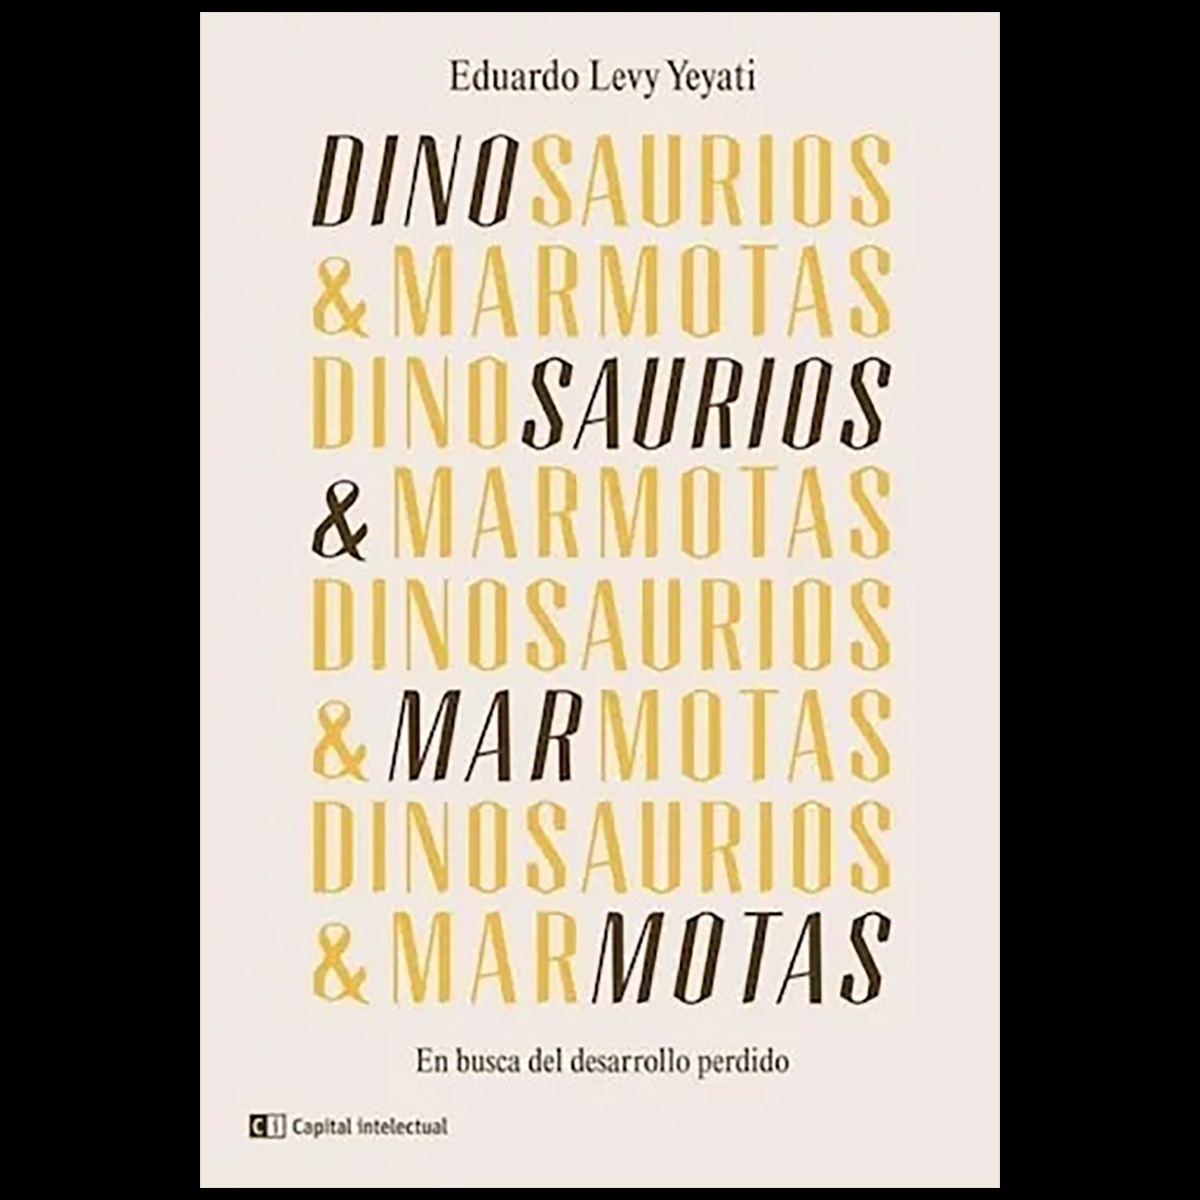 Eduardo Levy Yeyati
DINOSAURIOS
& MARMOTAS
DINOSAURIOS
& MARMOTAS
DINOSAURIOS
& MARMOTAS
DINOSAURIOS
& MARMOTAS
En busca del desarrollo perdido
Ci Capital intelectual